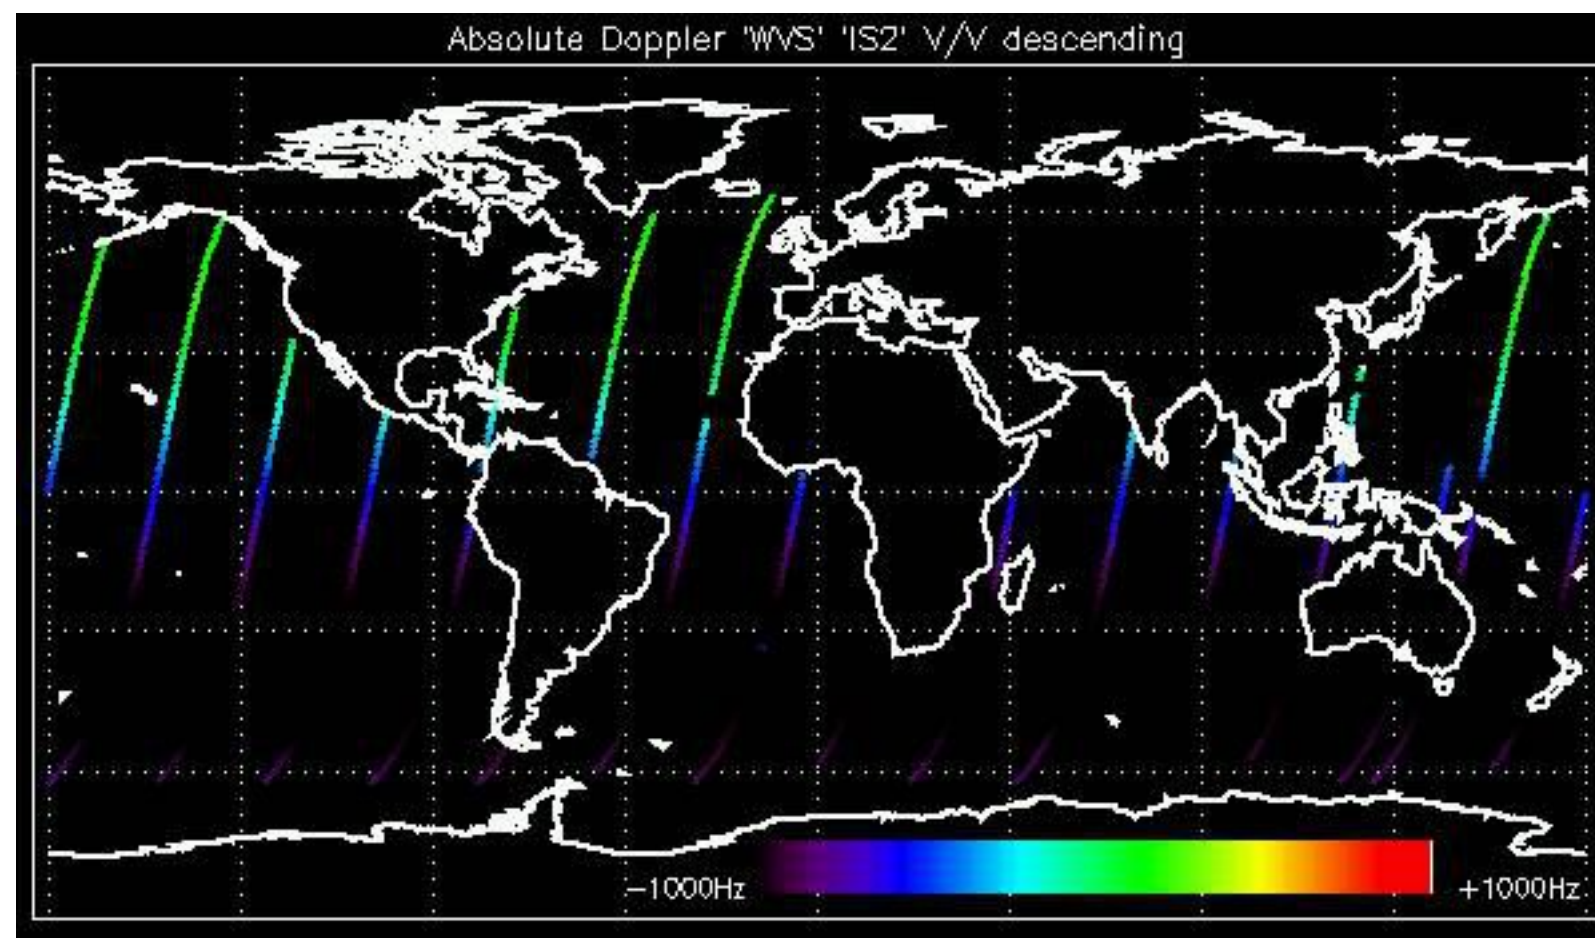 Absolute Doppler 'WVS' 'IS2' V/V descending
-1000Hz
+1000Hz